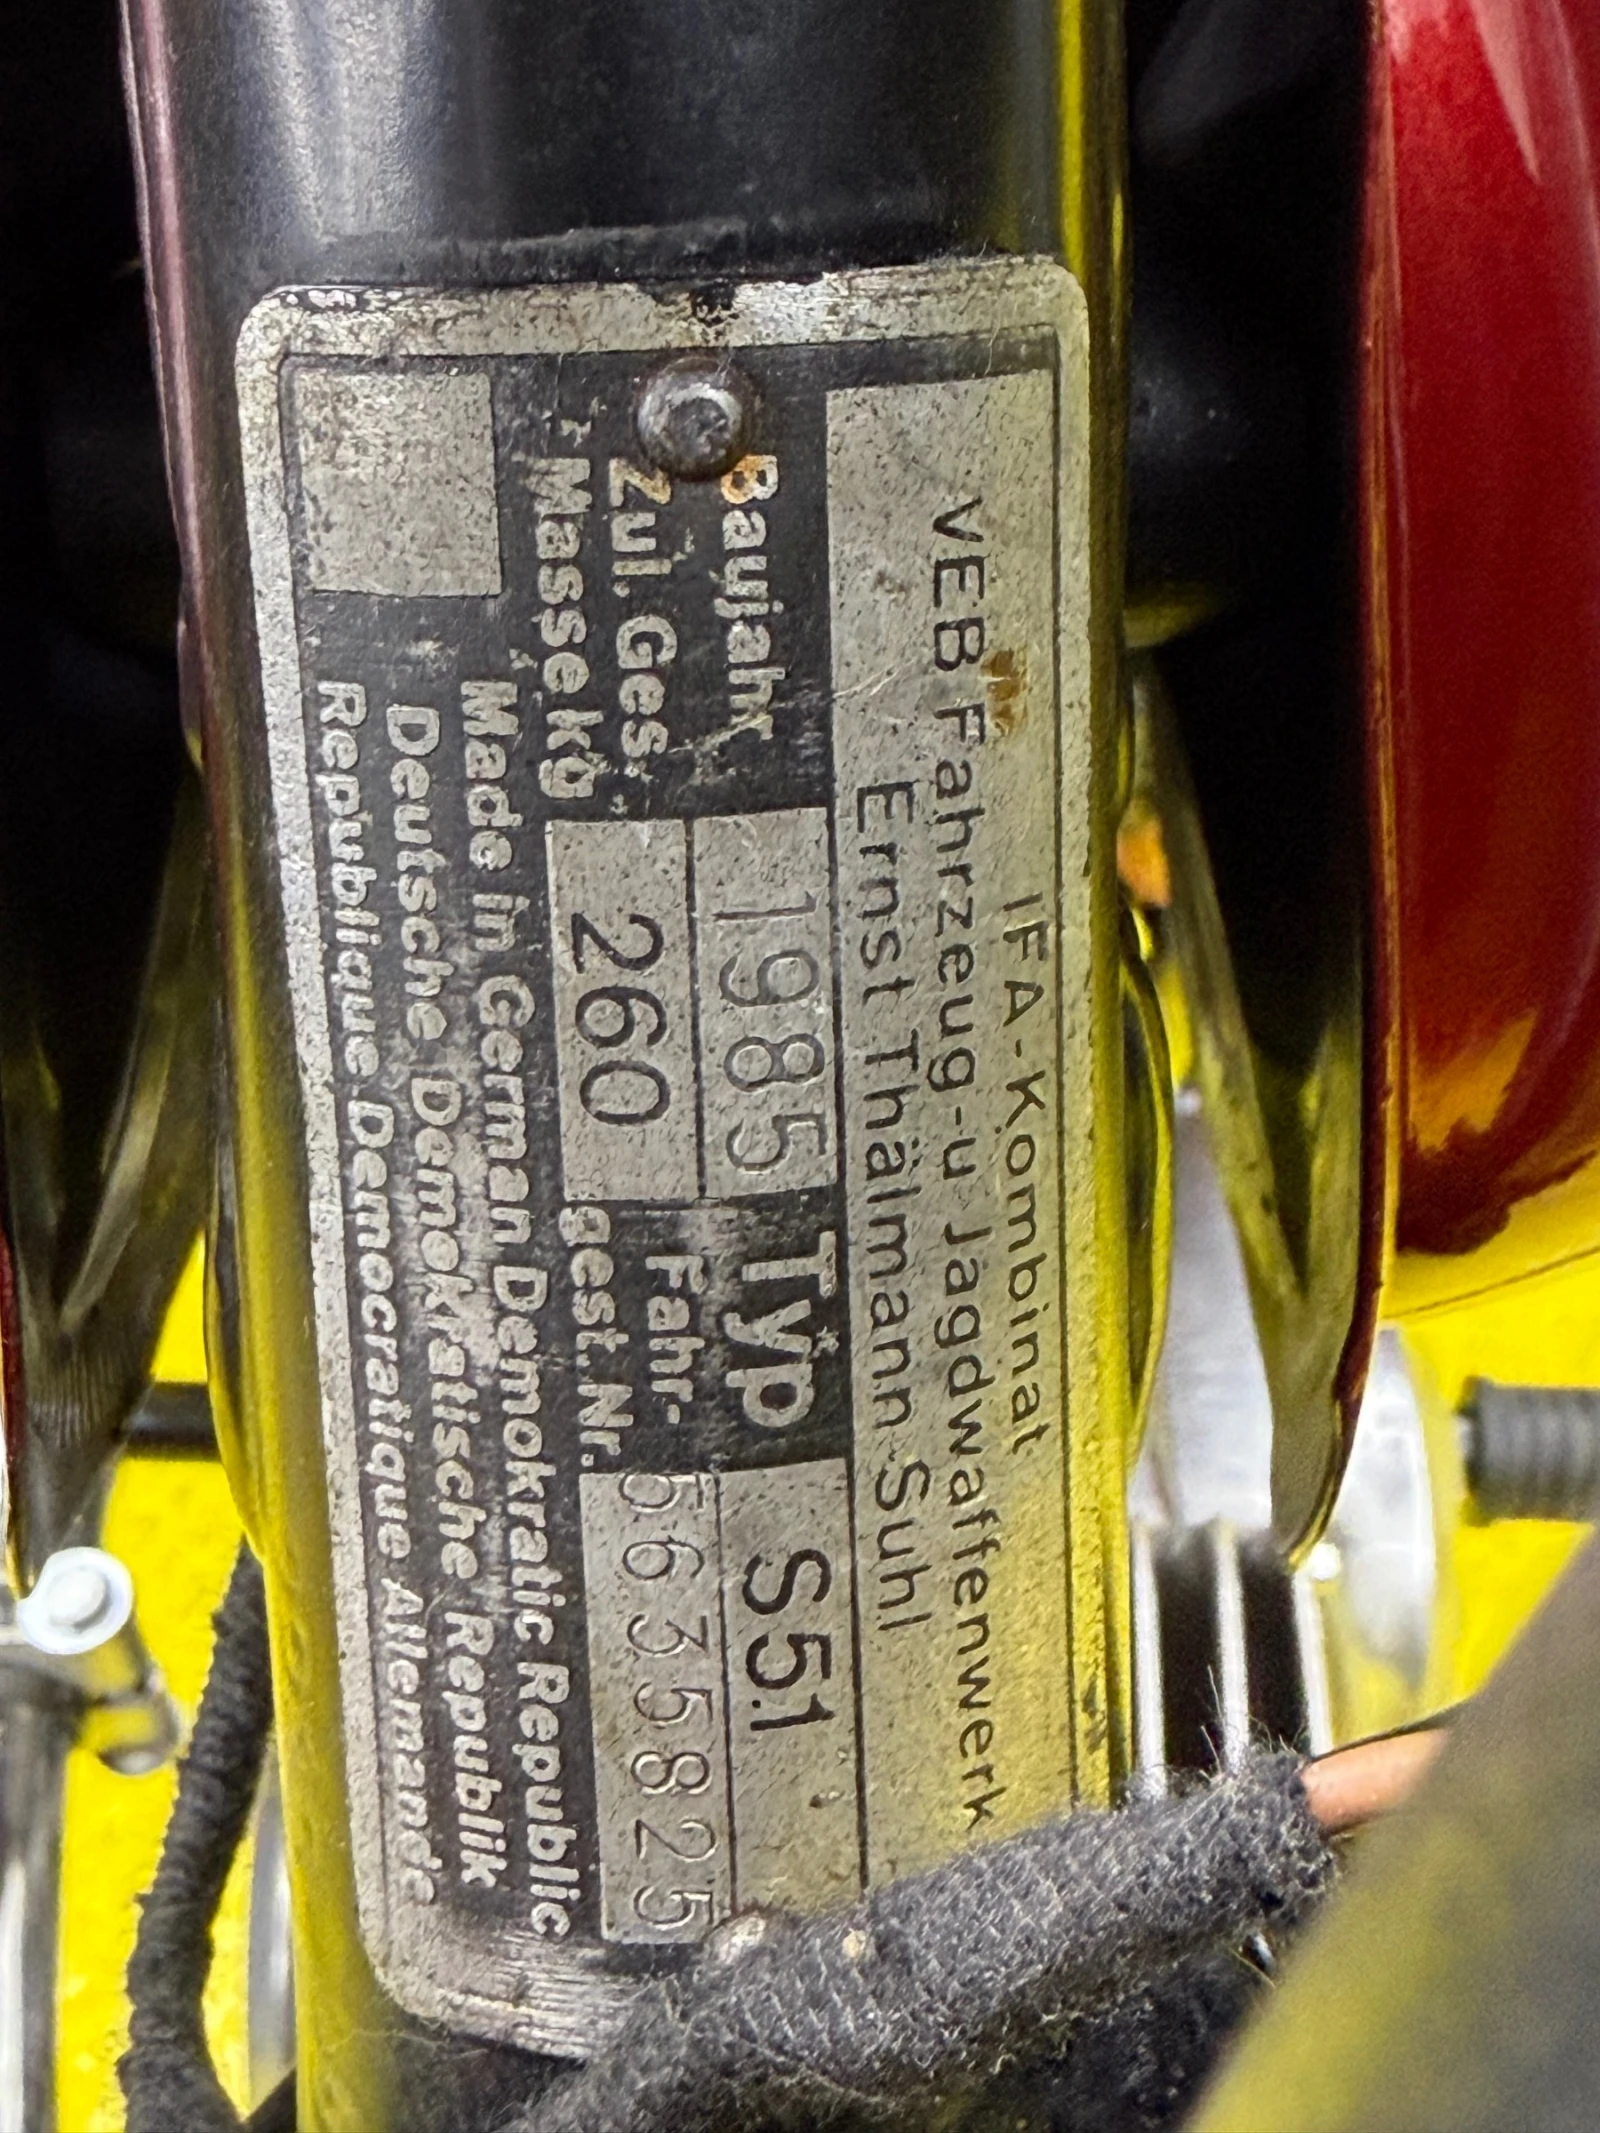 IFA-Kombinat
VEB Fahrzeug-u Jagdwaffenwerk
Ernst Thälmann Suhl
Baujahr 1985 Typ S51
Zul. Ges. Fahr-
Masse kg 260 gest.Nr. 5635825
Made in German Demokratic Republic
Deutsche Demokratische Republik
Republique Democratique Allemande